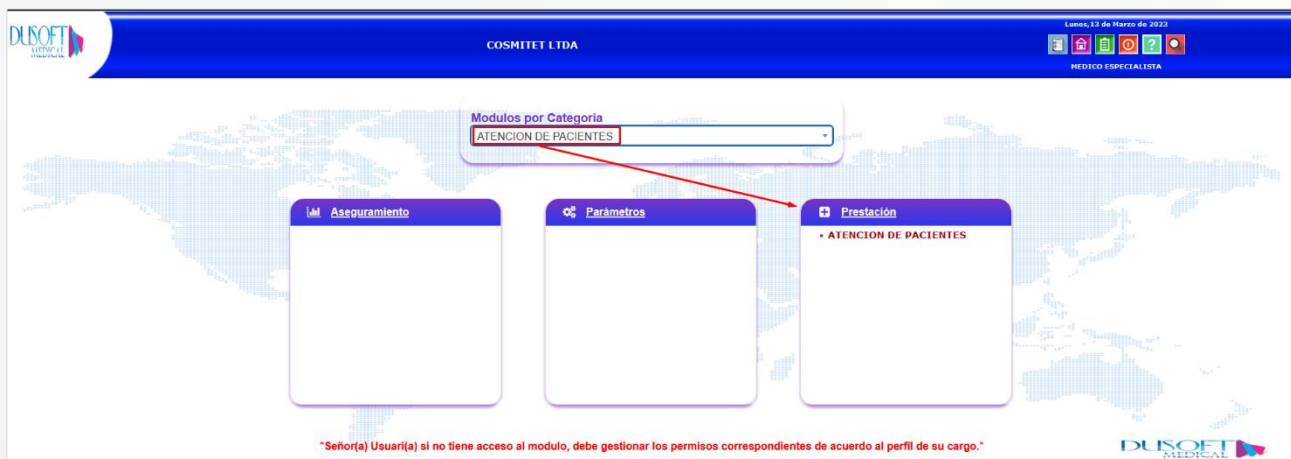 DUSOFT
MEDICAL
COSMITET LTDA
Lunes,13 de Marzo de 2023
MEDICO ESPECIALISTA
Modulos por Categoria
ATENCION DE PACIENTES
Aseguramiento
Parámetros
Prestación
• ATENCION DE PACIENTES
*Señor(a) Usuari(a) si no tiene acceso al modulo, debe gestionar los permisos correspondientes de acuerdo al perfil de su cargo.*
DUSOFT
MEDICAL